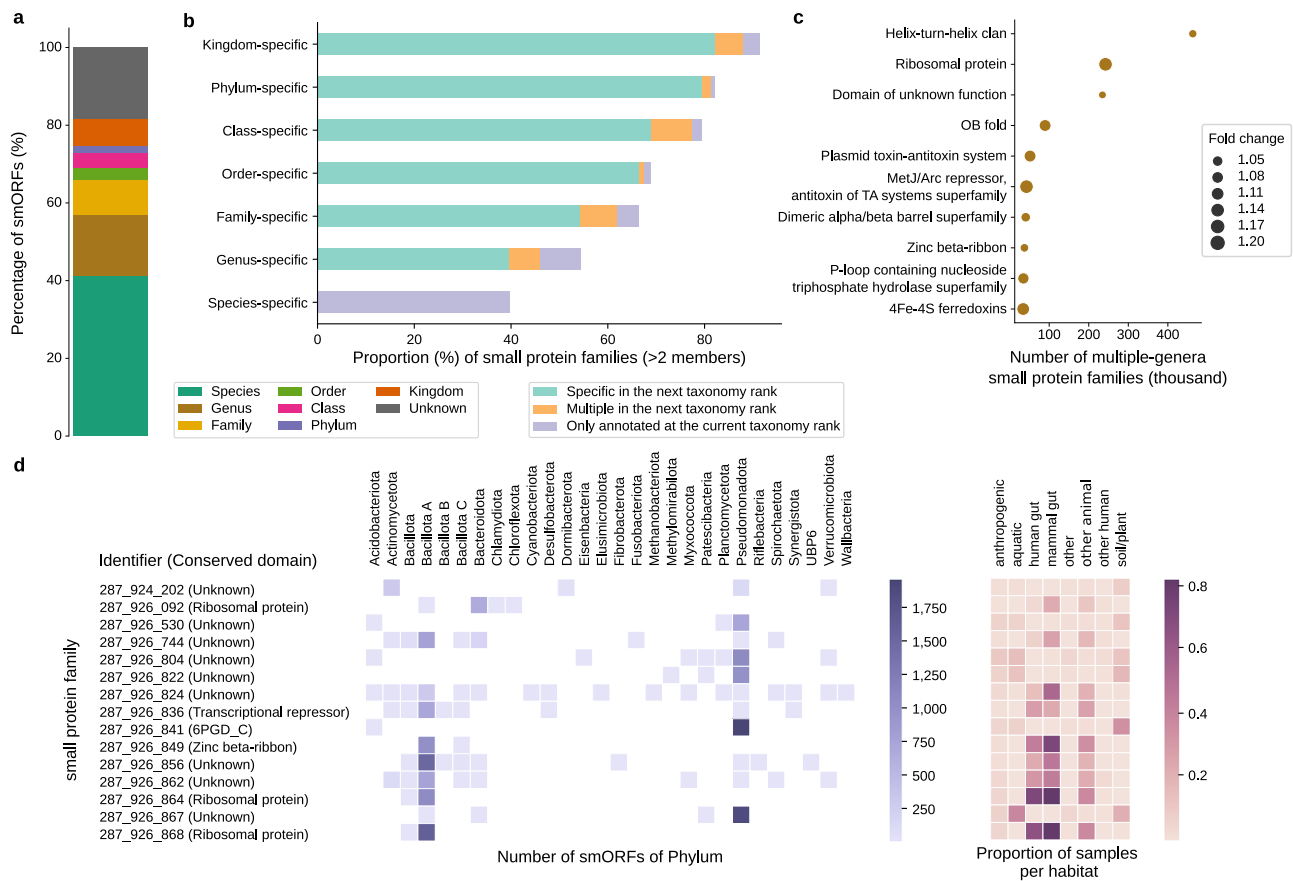 a
Percentage of smORFs (%)
100
80
60
40
20
0
b
Kingdom-specific
Phylum-specific
Class-specific
Order-specific
Family-specific
Genus-specific
Species-specific
0 20 40 60 80
Proportion (%) of small protein families (>2 members)
Species Order Kingdom
Genus Class Unknown
Family Phylum
Specific in the next taxonomy rank
Multiple in the next taxonomy rank
Only annotated at the current taxonomy rank
c
Helix-turn-helix clan
Ribosomal protein
Domain of unknown function
OB fold
Plasmid toxin-antitoxin system
MetJ/Arc repressor,
antitoxin of TA systems superfamily
Dimeric alpha/beta barrel superfamily
Zinc beta-ribbon
P-loop containing nucleoside
triphosphate hydrolase superfamily
4Fe-4S ferredoxins
100 200 300 400
Number of multiple-genera
small protein families (thousand)
Fold change
1.05
1.08
1.11
1.14
1.17
1.20
d
Identifier (Conserved domain)
small protein family
Acidobacteriota
Actinomycetota
Bacillota
Bacillota A
Bacillota B
Bacillota C
Bacteroidota
Chlamydiota
Chloroflexota
Cyanobacteriota
Desulfobacterota
Dormibacterota
Eisenbacteria
Elusimicrobiota
Fibrobacterota
Fusobacteriota
Methanobacteriota
Methylomirabilota
Myxococcota
Patescibacteria
Planctomycetota
Pseudomonadota
Riflebacteria
Spirochaetota
Synergistota
UBP6
Verrucomicrobiota
Wallbacteria
287_924_202 (Unknown)
287_926_092 (Ribosomal protein)
287_926_530 (Unknown)
287_926_744 (Unknown)
287_926_804 (Unknown)
287_926_822 (Unknown)
287_926_824 (Unknown)
287_926_836 (Transcriptional repressor)
287_926_841 (6PGD_C)
287_926_849 (Zinc beta-ribbon)
287_926_856 (Unknown)
287_926_862 (Unknown)
287_926_864 (Ribosomal protein)
287_926_867 (Unknown)
287_926_868 (Ribosomal protein)
Number of smORFs of Phylum
1,750
1,500
1,250
1,000
750
500
250
anthropogenic
aquatic
human gut
mammal gut
other
other animal
other human
soil/plant
Proportion of samples
per habitat
0.8
0.6
0.4
0.2